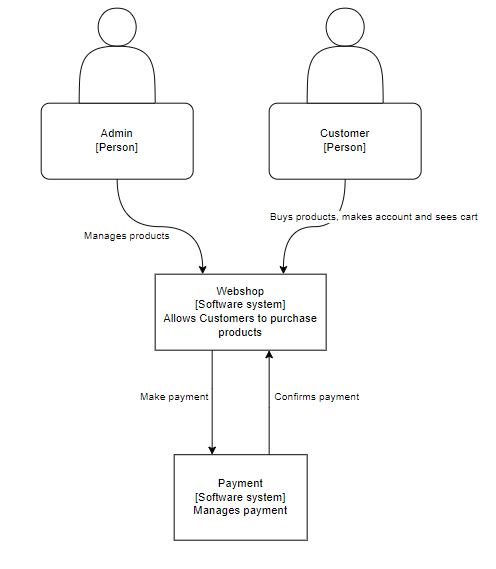 Admin
[Person]
Customer
[Person]
Manages products
Buys products, makes account and sees cart
Webshop
[Software system]
Allows Customers to purchase
products
Make payment
Confirms payment
Payment
[Software system]
Manages payment